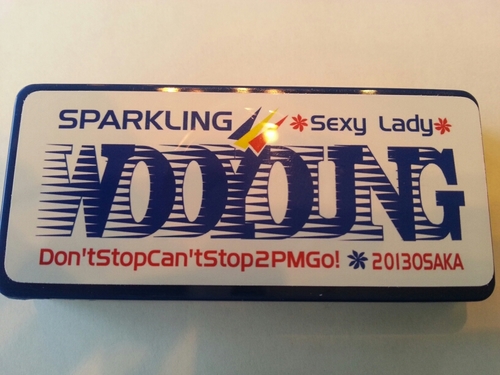 SPARKLING *Sexy Lady*
WOOYOUNG
Don'tStopCan'tStop2PMGo! * 2013OSAKA